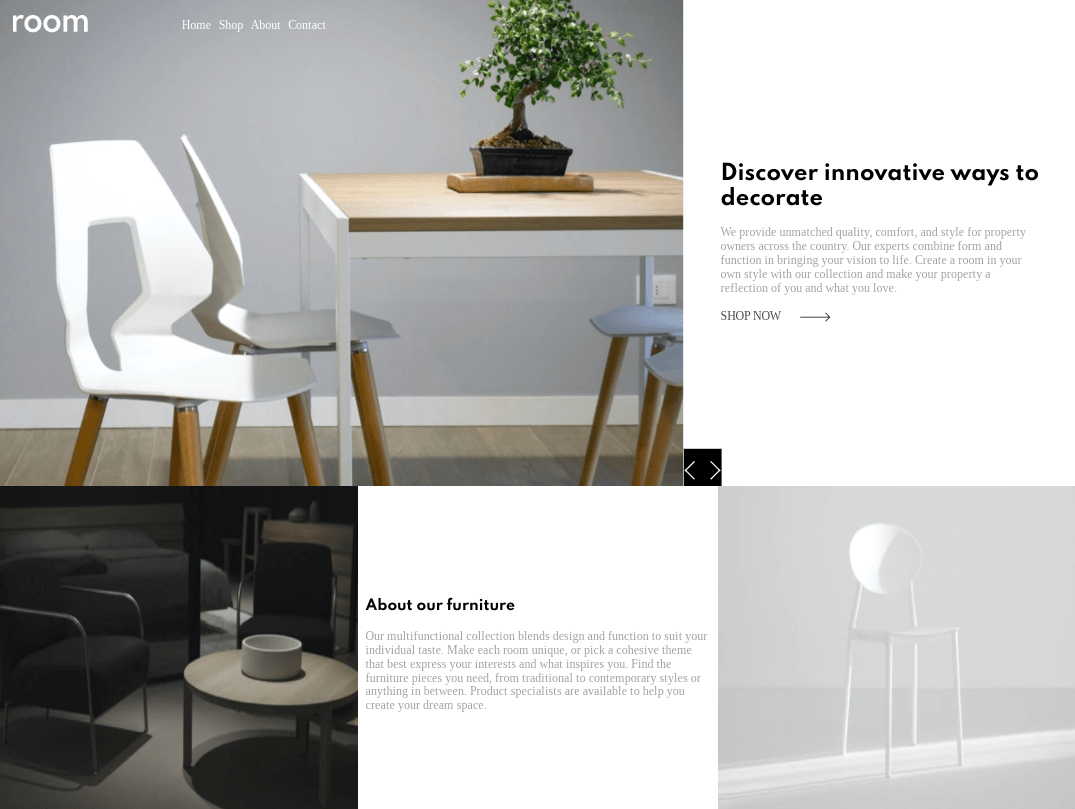 room
Home Shop About Contact
Discover innovative ways to
decorate
We provide unmatched quality, comfort, and style for property
owners across the country. Our experts combine form and
function in bringing your vision to life. Create a room in your
own style with our collection and make your property a
reflection of you and what you love.
SHOP NOW
About our furniture
Our multifunctional collection blends design and function to suit your
individual taste. Make each room unique, or pick a cohesive theme
that best express your interests and what inspires you. Find the
furniture pieces you need, from traditional to contemporary styles or
anything in between. Product specialists are available to help you
create your dream space.